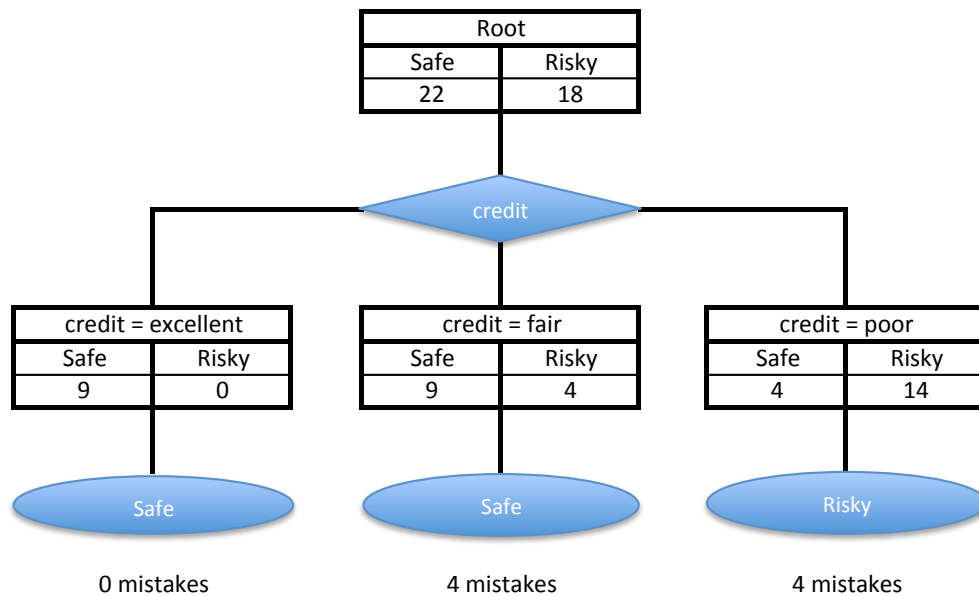 Root
Safe Risky
22 18
credit
credit = excellent credit = fair credit = poor
Safe Risky Safe Risky Safe Risky
9 0 9 4 4 14
Safe Safe Risky
0 mistakes 4 mistakes 4 mistakes